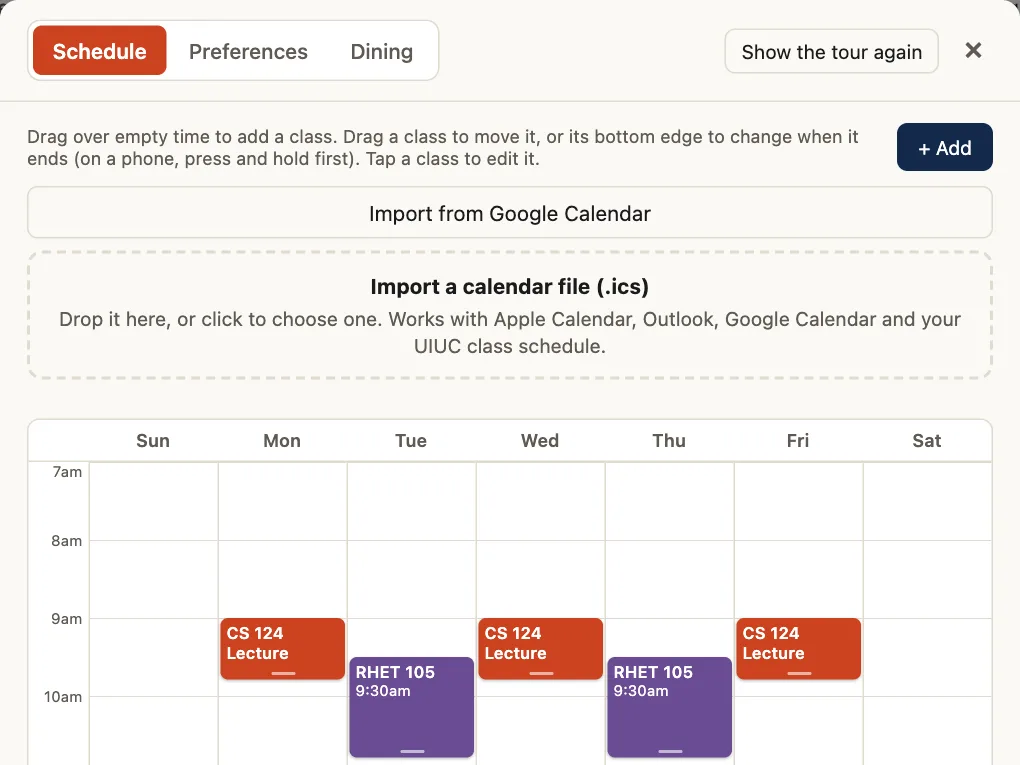 Schedule Preferences Dining Show the tour again ✕
Drag over empty time to add a class. Drag a class to move it, or its bottom edge to change when it
ends (on a phone, press and hold first). Tap a class to edit it.
+ Add
Import from Google Calendar
Import a calendar file (.ics)
Drop it here, or click to choose one. Works with Apple Calendar, Outlook, Google Calendar and your
UIUC class schedule.
Sun Mon Tue Wed Thu Fri Sat
7am
8am
9am
CS 124 CS 124 CS 124
Lecture Lecture Lecture
RHET 105 RHET 105
9:30am 9:30am
10am